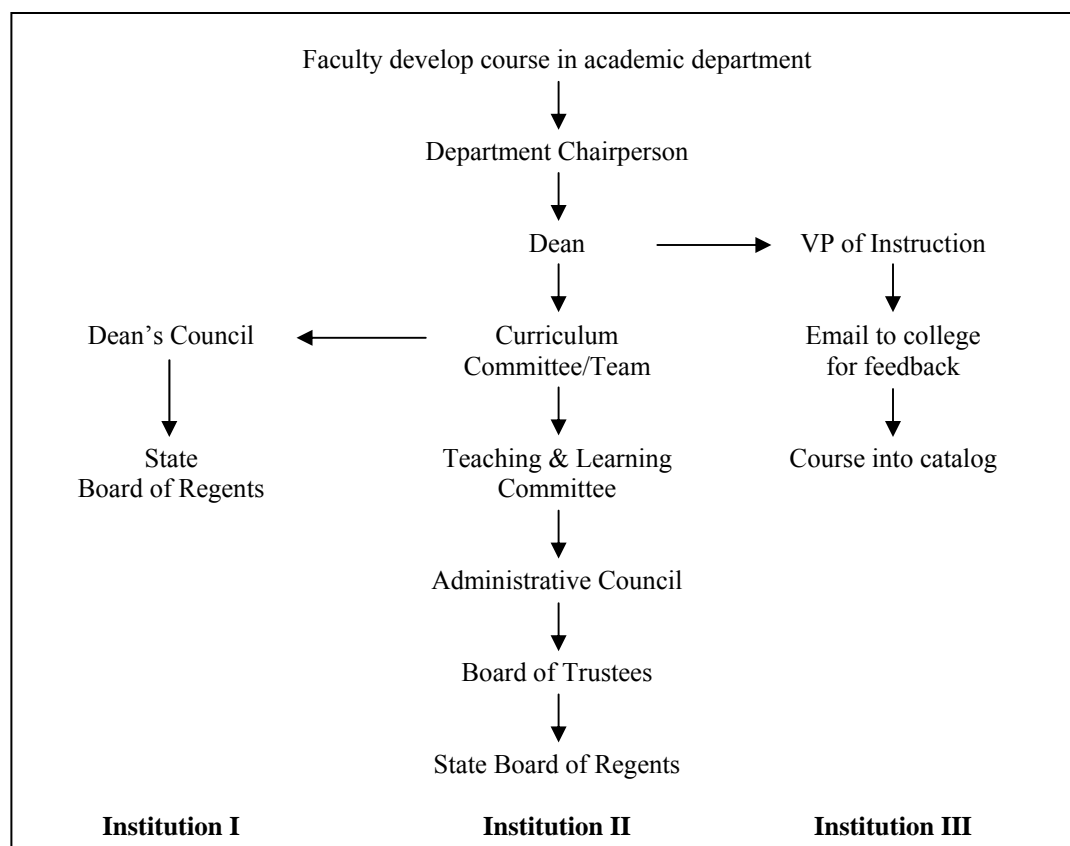 Faculty develop course in academic department
Department Chairperson
Dean
VP of Instruction
Dean’s Council
Curriculum
Committee/Team
Email to college
for feedback
State
Board of Regents
Teaching & Learning
Committee
Course into catalog
Administrative Council
Board of Trustees
State Board of Regents
Institution I
Institution II
Institution III